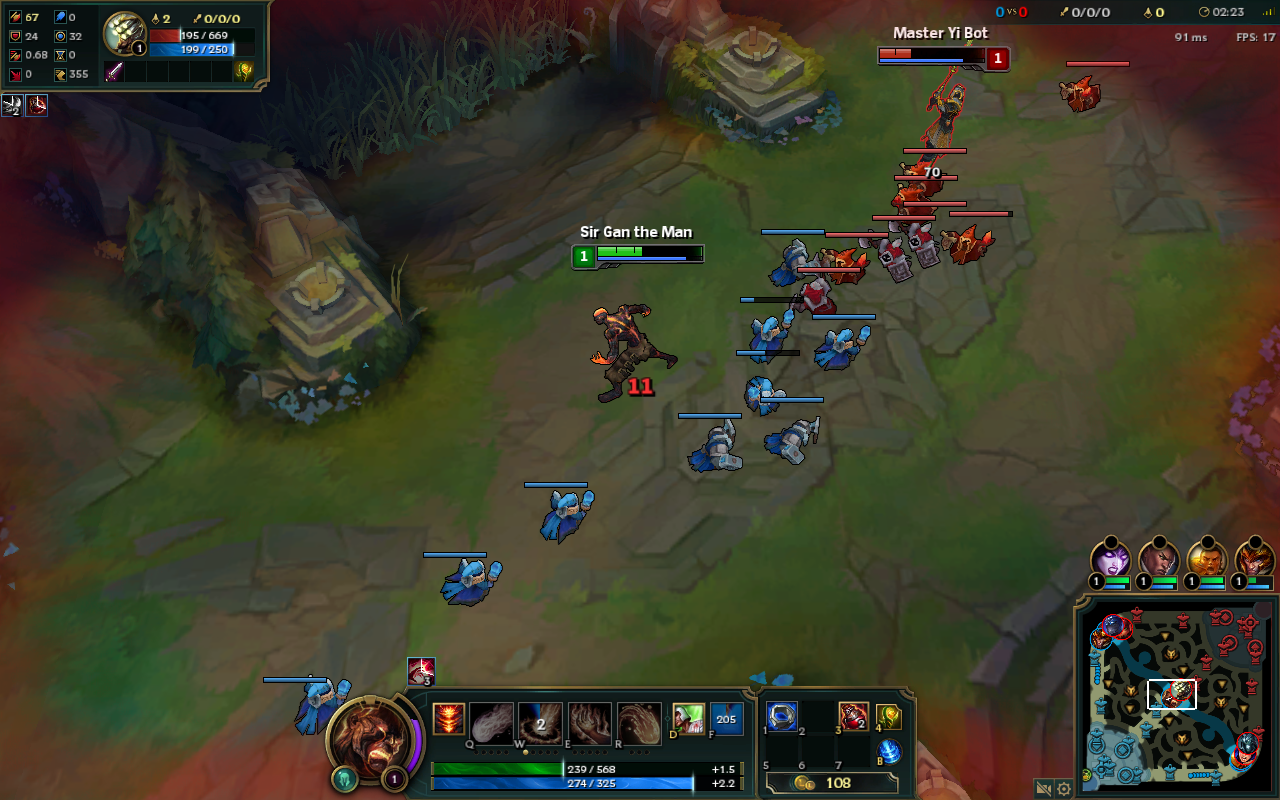 67 0 2 0/0/0
24 32 195 / 669
0.68 0 1 199 / 250
0 355
2
0 vs 0 0/0/0 0 02:23
91 ms FPS: 17
Master Yi Bot
1
70
Sir Gan the Man
1
11
1 1 1 1
3
2 205
Q W E R D F
1 2 3 2 4
5 6 7 B
239 / 568 +1.5
274 / 325 +2.2
1
108